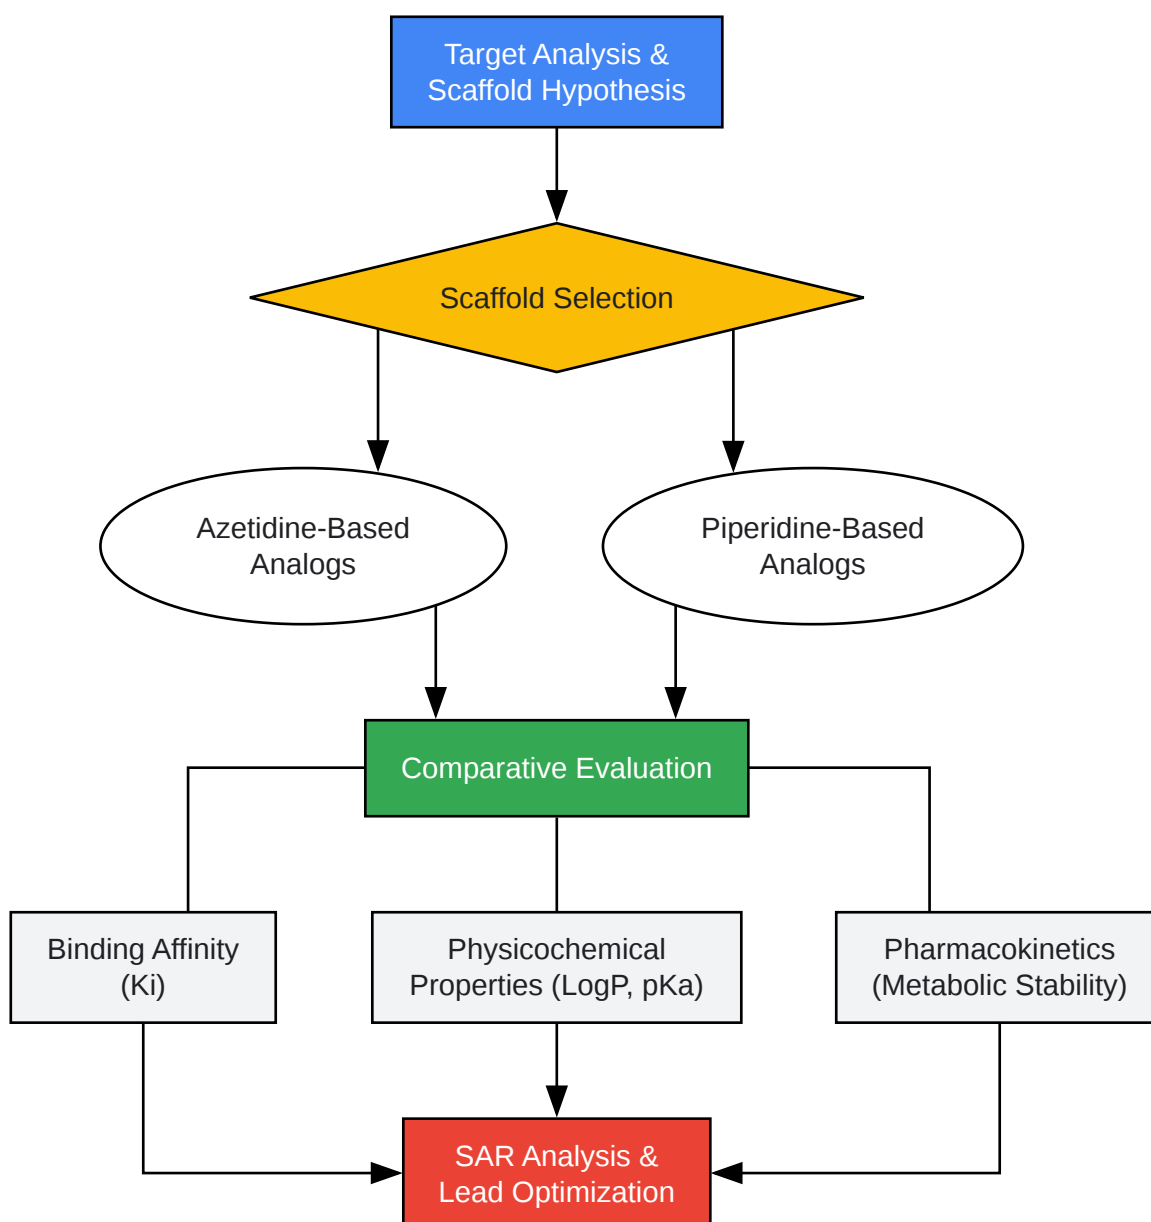 Target Analysis &
Scaffold Hypothesis
Scaffold Selection
Azetidine-Based
Analogs
Piperidine-Based
Analogs
Comparative Evaluation
Binding Affinity
(Ki)
Physicochemical
Properties (LogP, pKa)
Pharmacokinetics
(Metabolic Stability)
SAR Analysis &
Lead Optimization